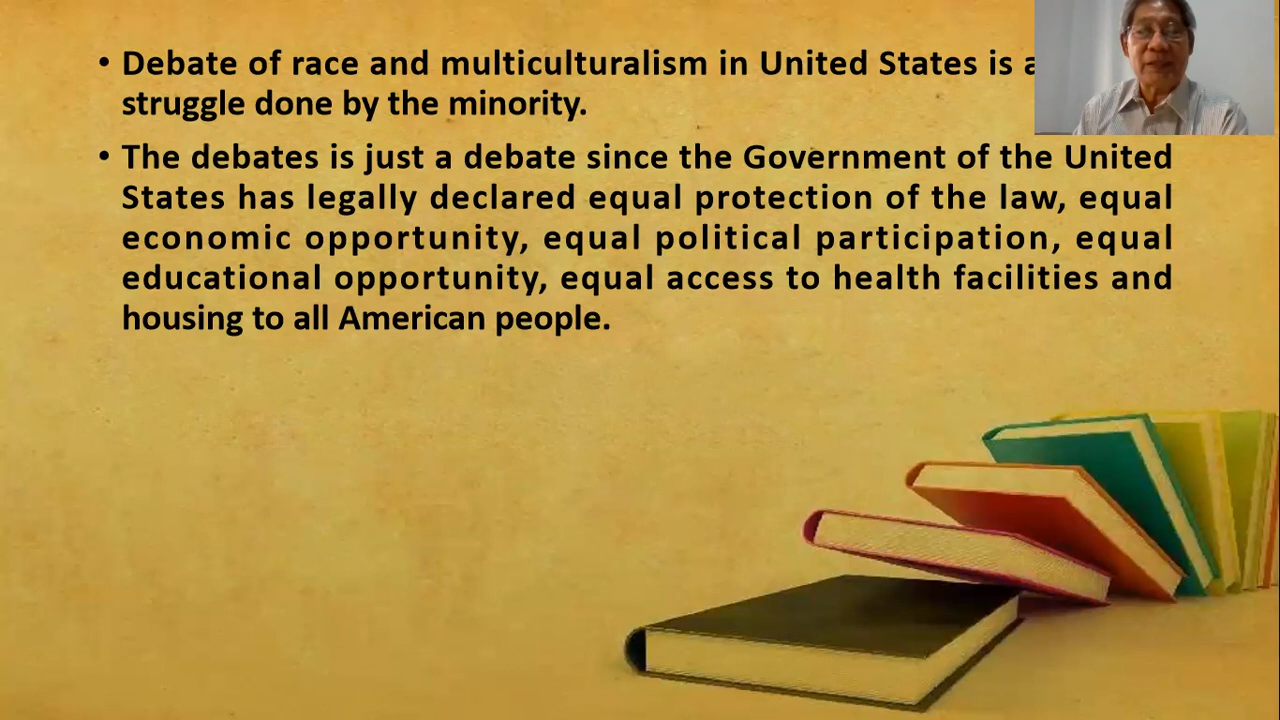 • Debate of race and multiculturalism in United States is a
struggle done by the minority.
• The debates is just a debate since the Government of the United
States has legally declared equal protection of the law, equal
economic opportunity, equal political participation, equal
educational opportunity, equal access to health facilities and
housing to all American people.